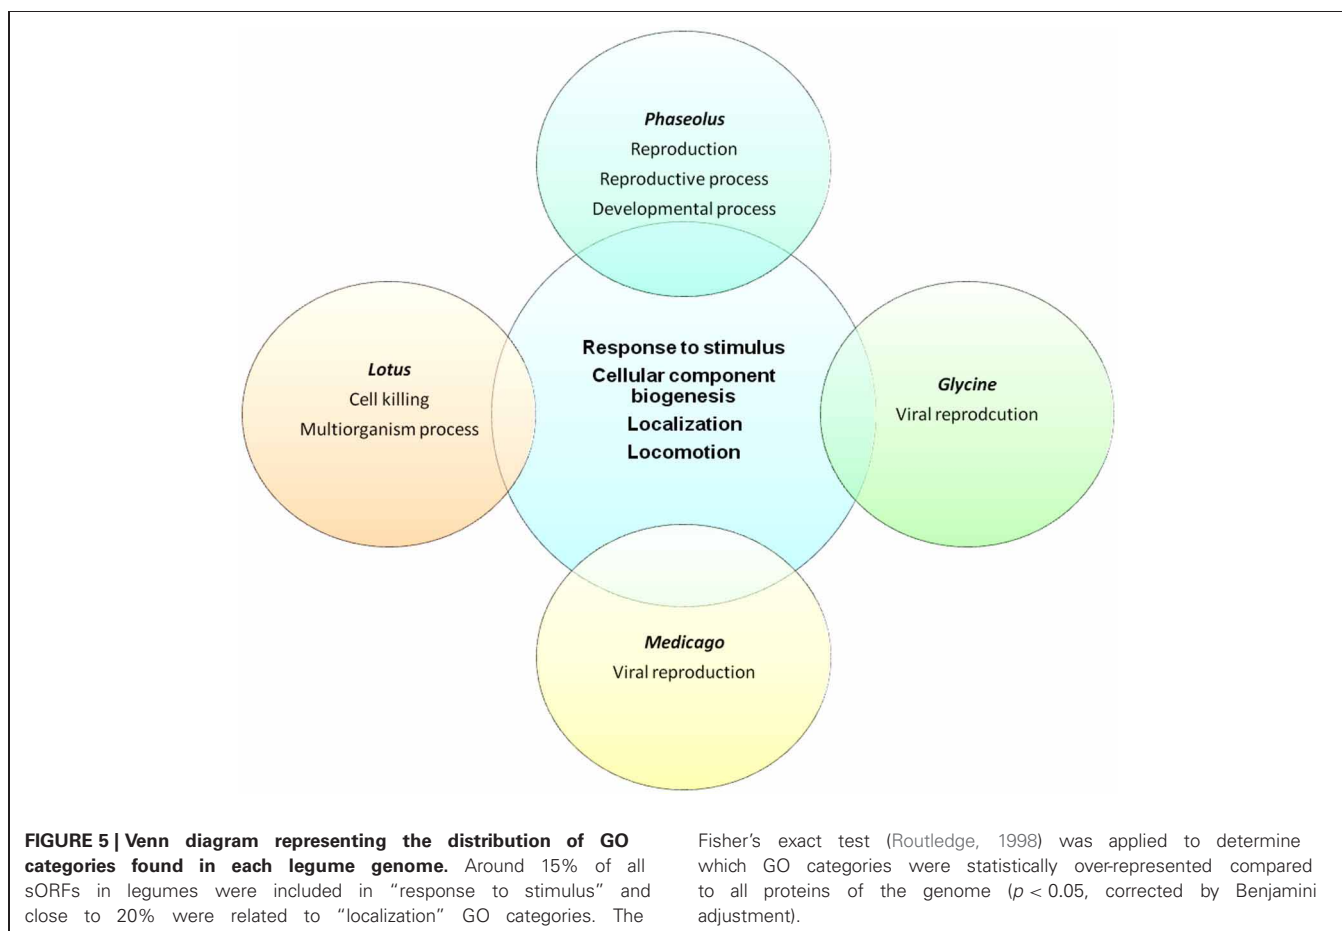 Phaseolus
Reproduction
Reproductive process
Developmental process
Lotus
Cell killing
Multiorganism process
Response to stimulus
Cellular component
biogenesis
Localization
Locomotion
Glycine
Viral reprodcution
Medicago
Viral reproduction
FIGURE 5 | Venn diagram representing the distribution of GO
categories found in each legume genome. Around 15% of all
sORFs in legumes were included in “response to stimulus” and
close to 20% were related to “localization” GO categories. The
Fisher’s exact test (Routledge, 1998) was applied to determine
which GO categories were statistically over-represented compared
to all proteins of the genome (p < 0.05, corrected by Benjamini
adjustment).